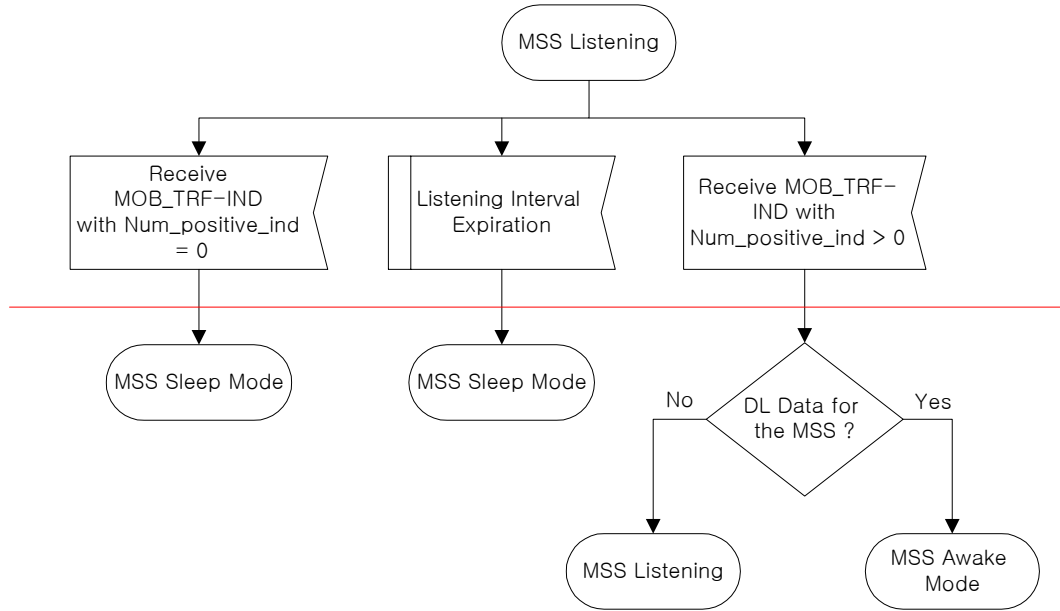 MSS Listening
Receive
MOB_TRF-IND
with Num_positive_ind
= 0
Listening Interval
Expiration
Receive MOB_TRF-
IND with
Num_positive_ind > 0
MSS Sleep Mode
MSS Sleep Mode
No
DL Data for
the MSS ?
Yes
MSS Listening
MSS Awake
Mode